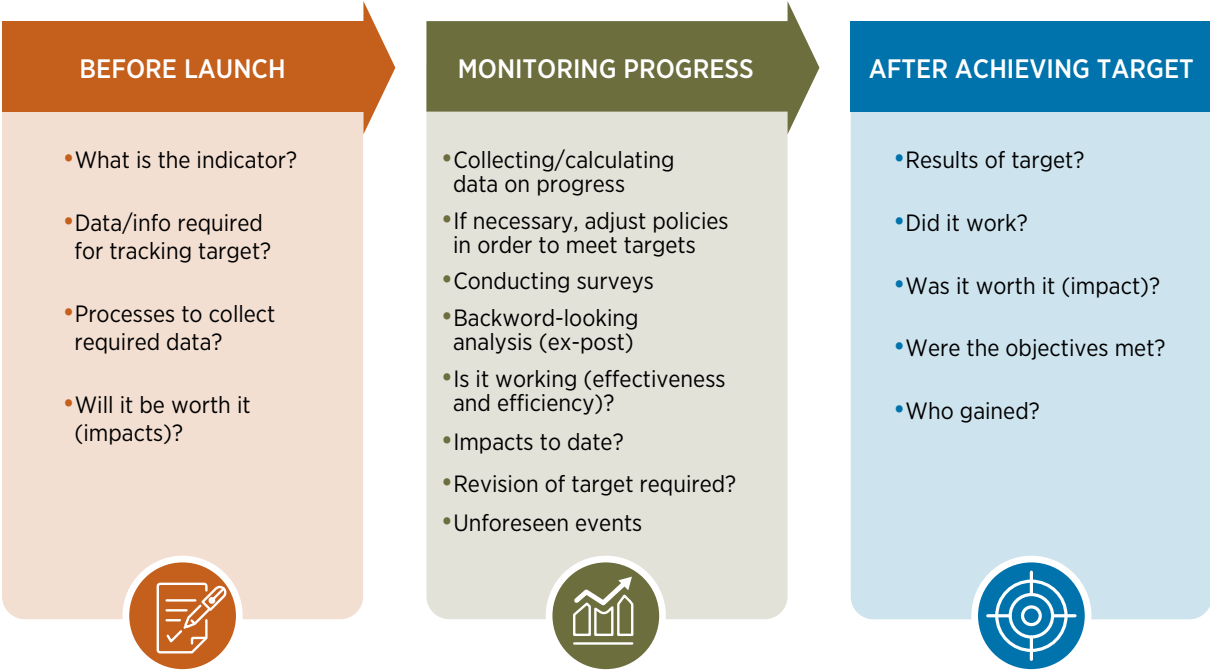 BEFORE LAUNCH
•What is the indicator?
•Data/info required
for tracking target?
•Processes to collect
required data?
•Will it be worth it
(impacts)?
MONITORING PROGRESS
•Collecting/calculating
data on progress
•If necessary, adjust policies
in order to meet targets
•Conducting surveys
•Backword-looking
analysis (ex-post)
•Is it working (effectiveness
and efficiency)?
•Impacts to date?
•Revision of target required?
•Unforeseen events
AFTER ACHIEVING TARGET
•Results of target?
•Did it work?
•Was it worth it (impact)?
•Were the objectives met?
•Who gained?